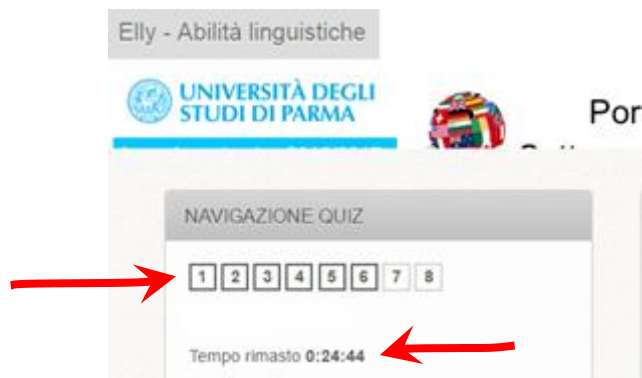 Elly - Abilità linguistiche
UNIVERSITÀ DEGLI
STUDI DI PARMA
Por
NAVIGAZIONE QUIZ
1 2 3 4 5 6 7 8
Tempo rimasto 0:24:44